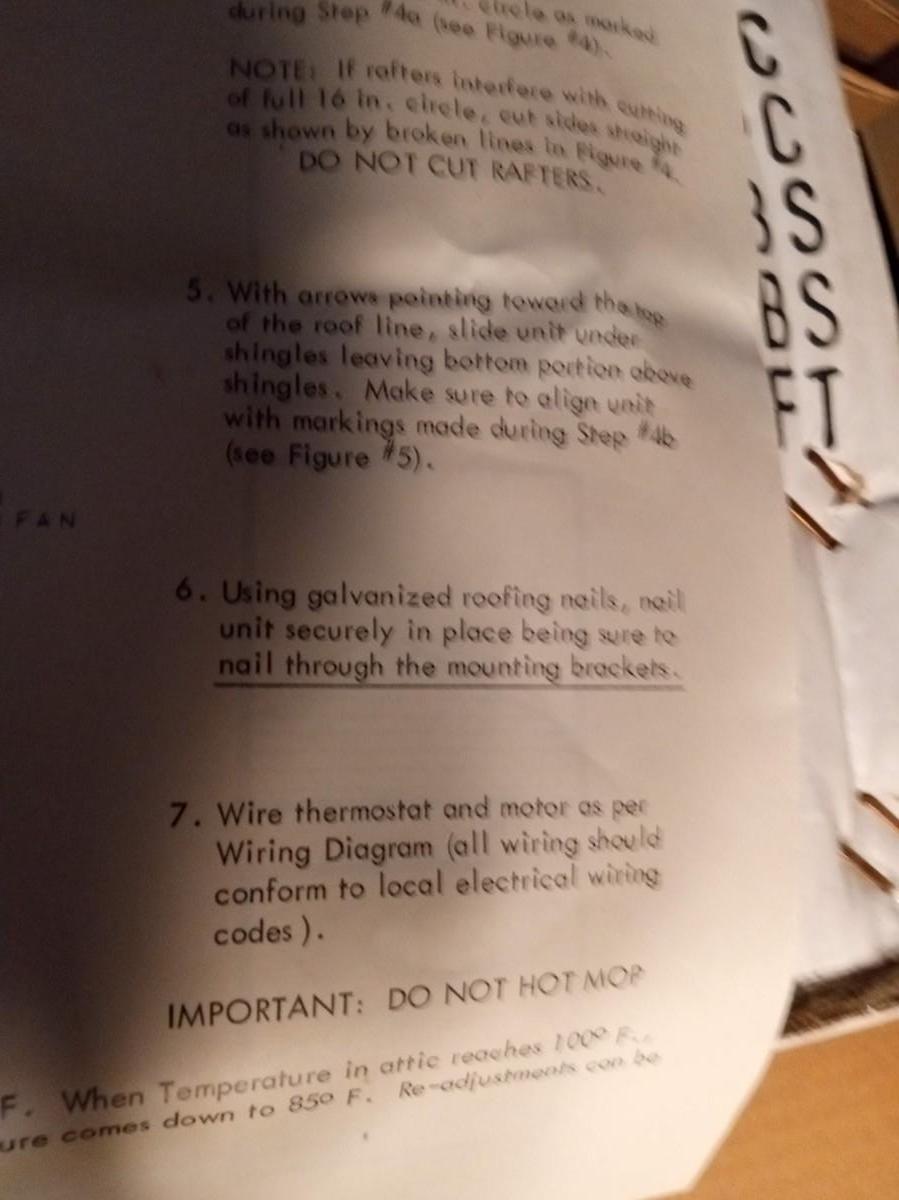 circle as marked
during Step #4a (see Figure #4).
NOTE: If rafters interfere with cutting
of full 16 in. circle, cut sides straight
as shown by broken lines in Figure #4.
DO NOT CUT RAFTERS.
5. With arrows pointing toward the top
of the roof line, slide unit under
shingles leaving bottom portion above
shingles. Make sure to align unit
with markings made during Step #4b
(see Figure #5).
FAN
6. Using galvanized roofing nails, nail
unit securely in place being sure to
nail through the mounting brackets.
7. Wire thermostat and motor as per
Wiring Diagram (all wiring should
conform to local electrical wiring
codes).
IMPORTANT: DO NOT HOT MOP
F. When Temperature in attic reaches 100° F.
ure comes down to 85° F. Re-adjustments can be
C
C
S
BS
FT